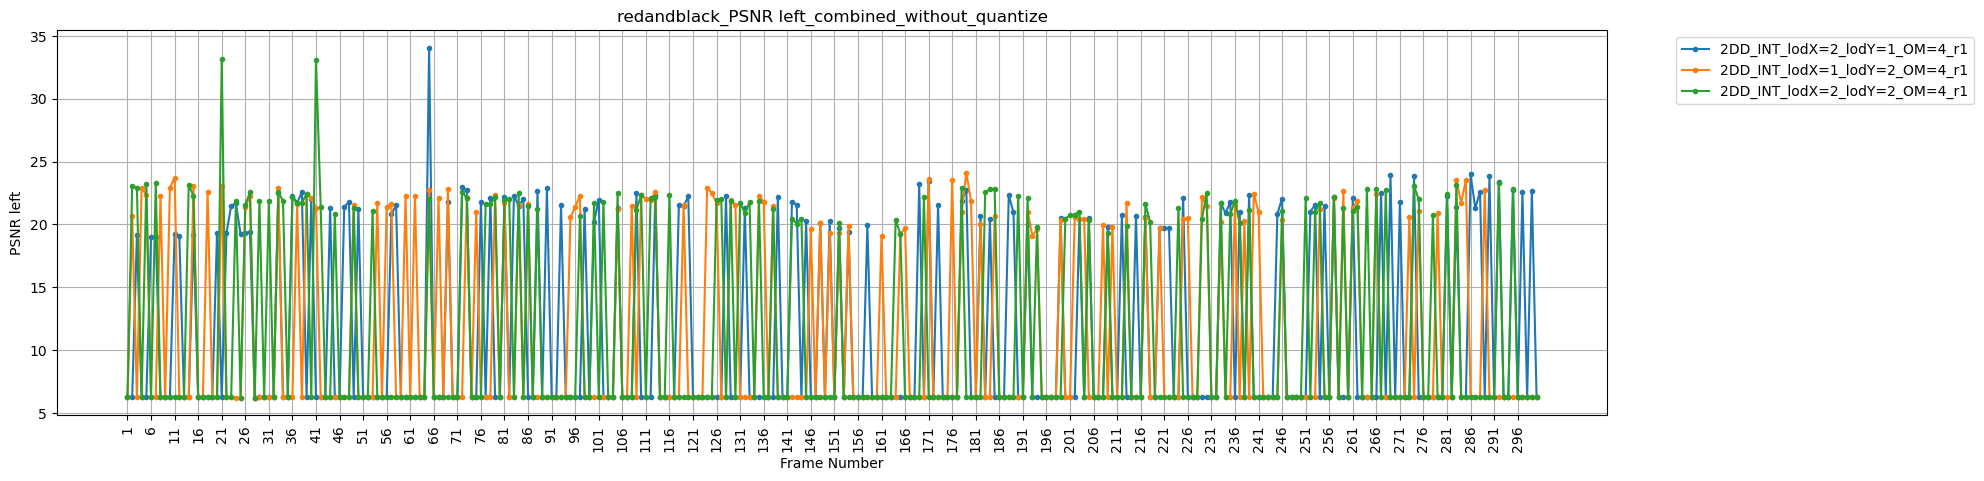 redandblack_PSNR left_combined_without_quantize
35
30
25
20
15
10
5
PSNR left
1 6 11 16 21 26 31 36 41 46 51 56 61 66 71 76 81 86 91 96 101 106 111 116 121 126 131 136 141 146 151 156 161 166 171 176 181 186 191 196 201 206 211 216 221 226 231 236 241 246 251 256 261 266 271 276 281 286 291 296
Frame Number
2DD_INT_lodX=2_lodY=1_OM=4_r1
2DD_INT_lodX=1_lodY=2_OM=4_r1
2DD_INT_lodX=2_lodY=2_OM=4_r1